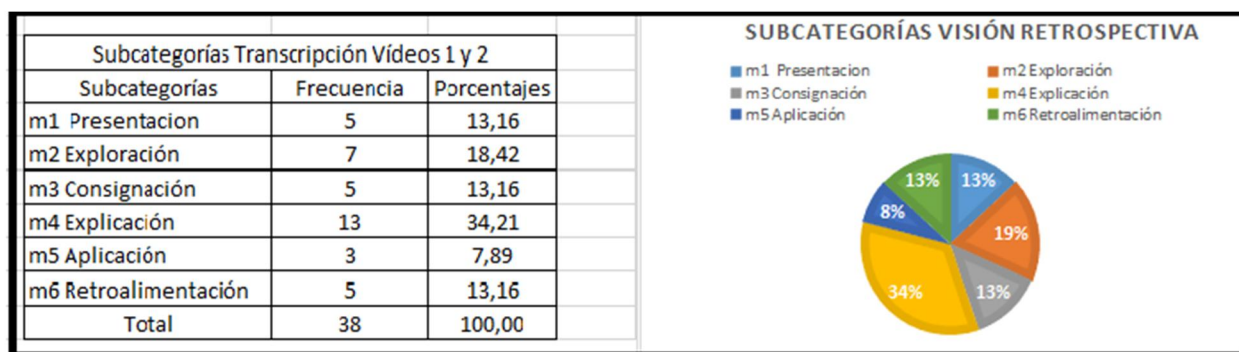 Subcategorías Transcripción Vídeos 1 y 2
Subcategorías Frecuencia Porcentajes
m1 Presentacion 5 13,16
m2 Exploración 7 18,42
m3 Consignación 5 13,16
m4 Explicación 13 34,21
m5 Aplicación 3 7,89
m6 Retroalimentación 5 13,16
Total 38 100,00
SUBCATEGORÍAS VISIÓN RETROSPECTIVA
m1 Presentacion m2 Exploración
m3 Consignación m4 Explicación
m5 Aplicación m6 Retroalimentación
13% 13%
8%
19%
34% 13%